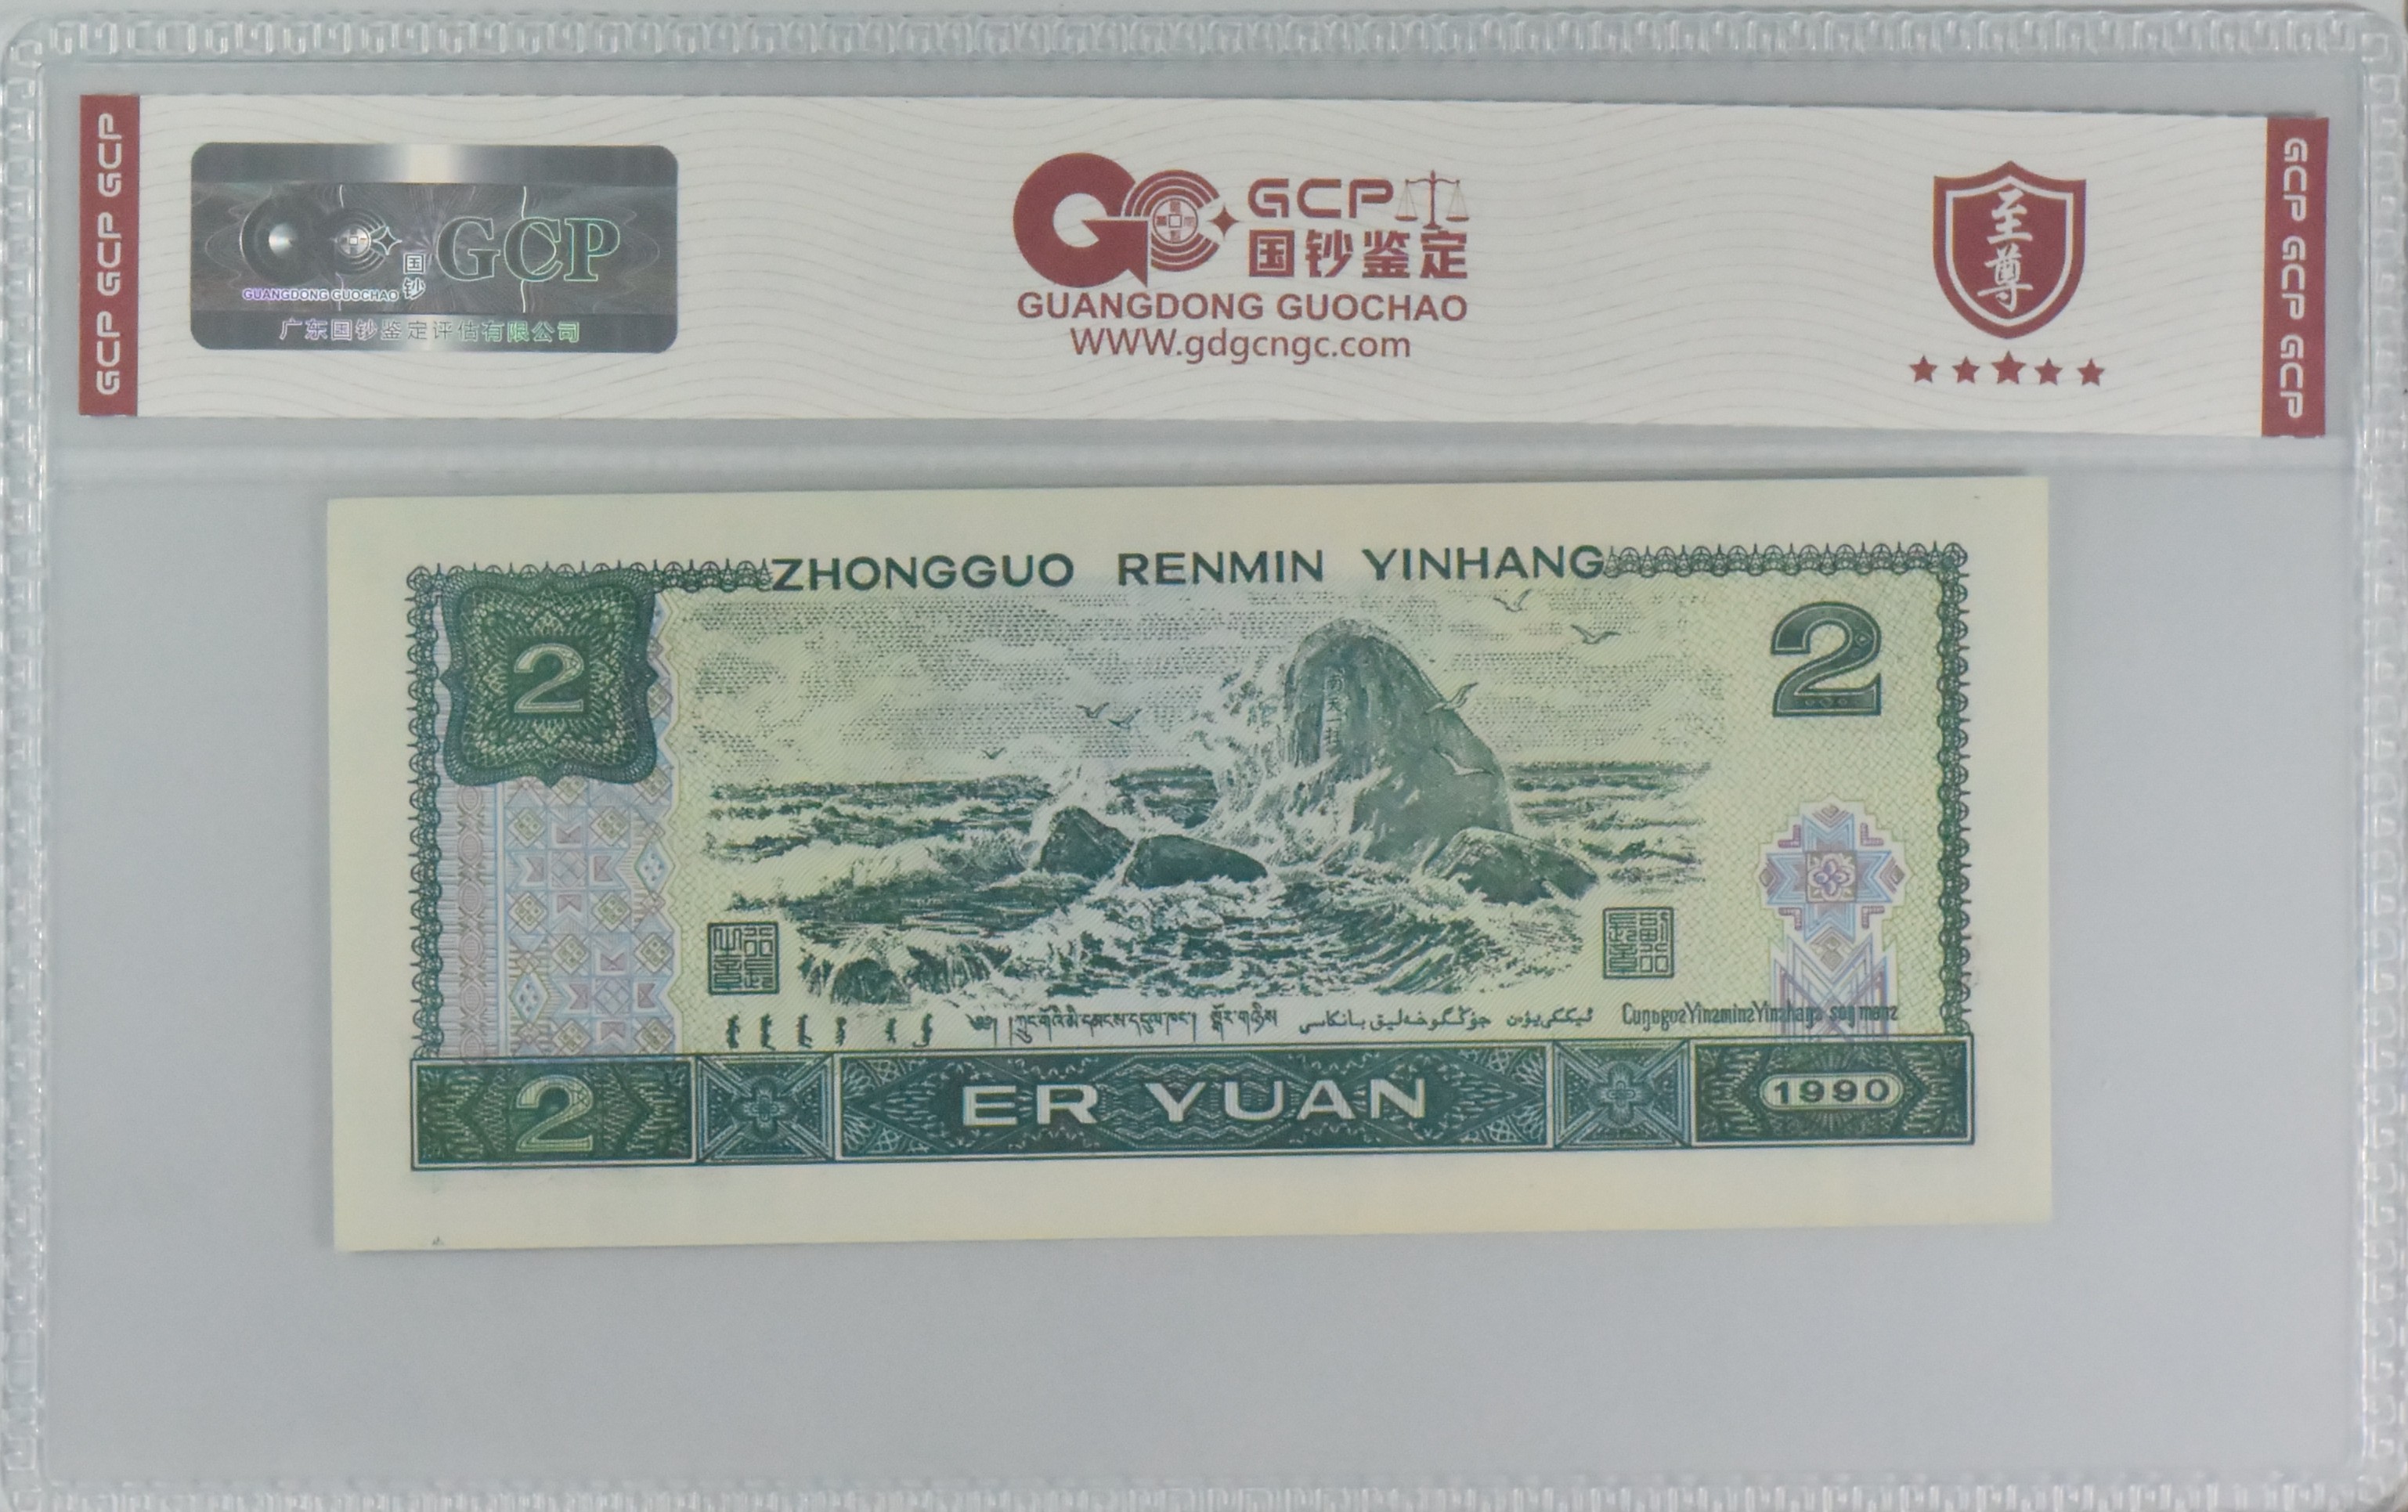 GCP GCP GCP
国钞 GCP
GUANGDONG GUOCHAO
广东国钞鉴定评估有限公司
GCP
国钞鉴定
GUANGDONG GUOCHAO
WWW.gdgcngc.com
至尊
GCP GCP GCP
ZHONGGUO RENMIN YINHANG
2
2
2
ER YUAN
1990